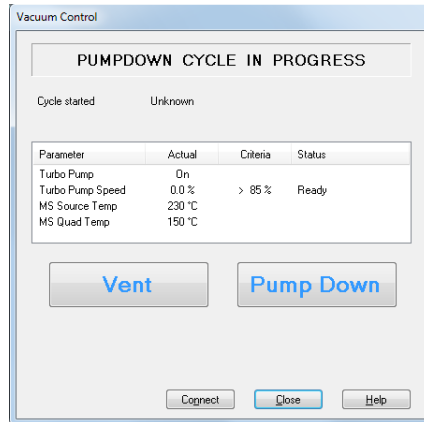 Vacuum Control
PUMPDOWN CYCLE IN PROGRESS
Cycle started Unknown
Parameter Actual Criteria Status
Turbo Pump On
Turbo Pump Speed 0.0 % > 85 % Ready
MS Source Temp 230 °C
MS Quad Temp 150 °C
Vent Pump Down
Connect Close Help